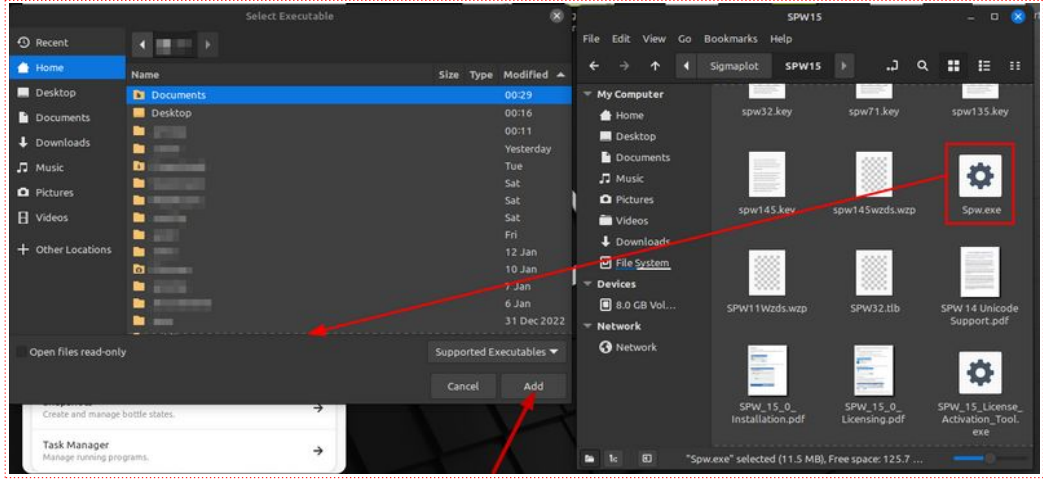 Select Executable
Recent
Home
Desktop
Documents
Downloads
Music
Pictures
Videos
Other Locations
Name Size Type Modified
Documents 00:29
Desktop 00:16
00:11
Yesterday
Tue
Sat
Sat
Sat
Fri
12 Jan
10 Jan
7 Jan
6 Jan
31 Dec 2022
Open files read-only
Supported Executables
Cancel Add
Create and manage bottle states.
Task Manager
Manage running programs.
SPW15
File Edit View Go Bookmarks Help
Sigmaplot SPW15
My Computer
Home
Desktop
Documents
Music
Pictures
Videos
Downloads
File System
Devices
8.0 GB Vol...
Network
Network
spw32.key spw71.key spw135.key
spw145.key spw145wzds.wzp Spw.exe
SPW11Wzds.wzp SPW32.tlb SPW 14 Unicode
Support.pdf
SPW_15_0_ SPW_15_0_ SPW_15_License_
Installation.pdf Licensing.pdf Activation_Tool.
exe
"Spw.exe" selected (11.5 MB), Free space: 125.7 ...